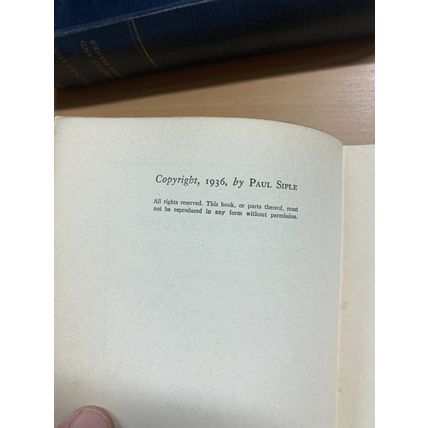 Copyright, 1936, by PAUL SIPLE
All rights reserved. This book, or parts thereof, must
not be reproduced in any form without permission.